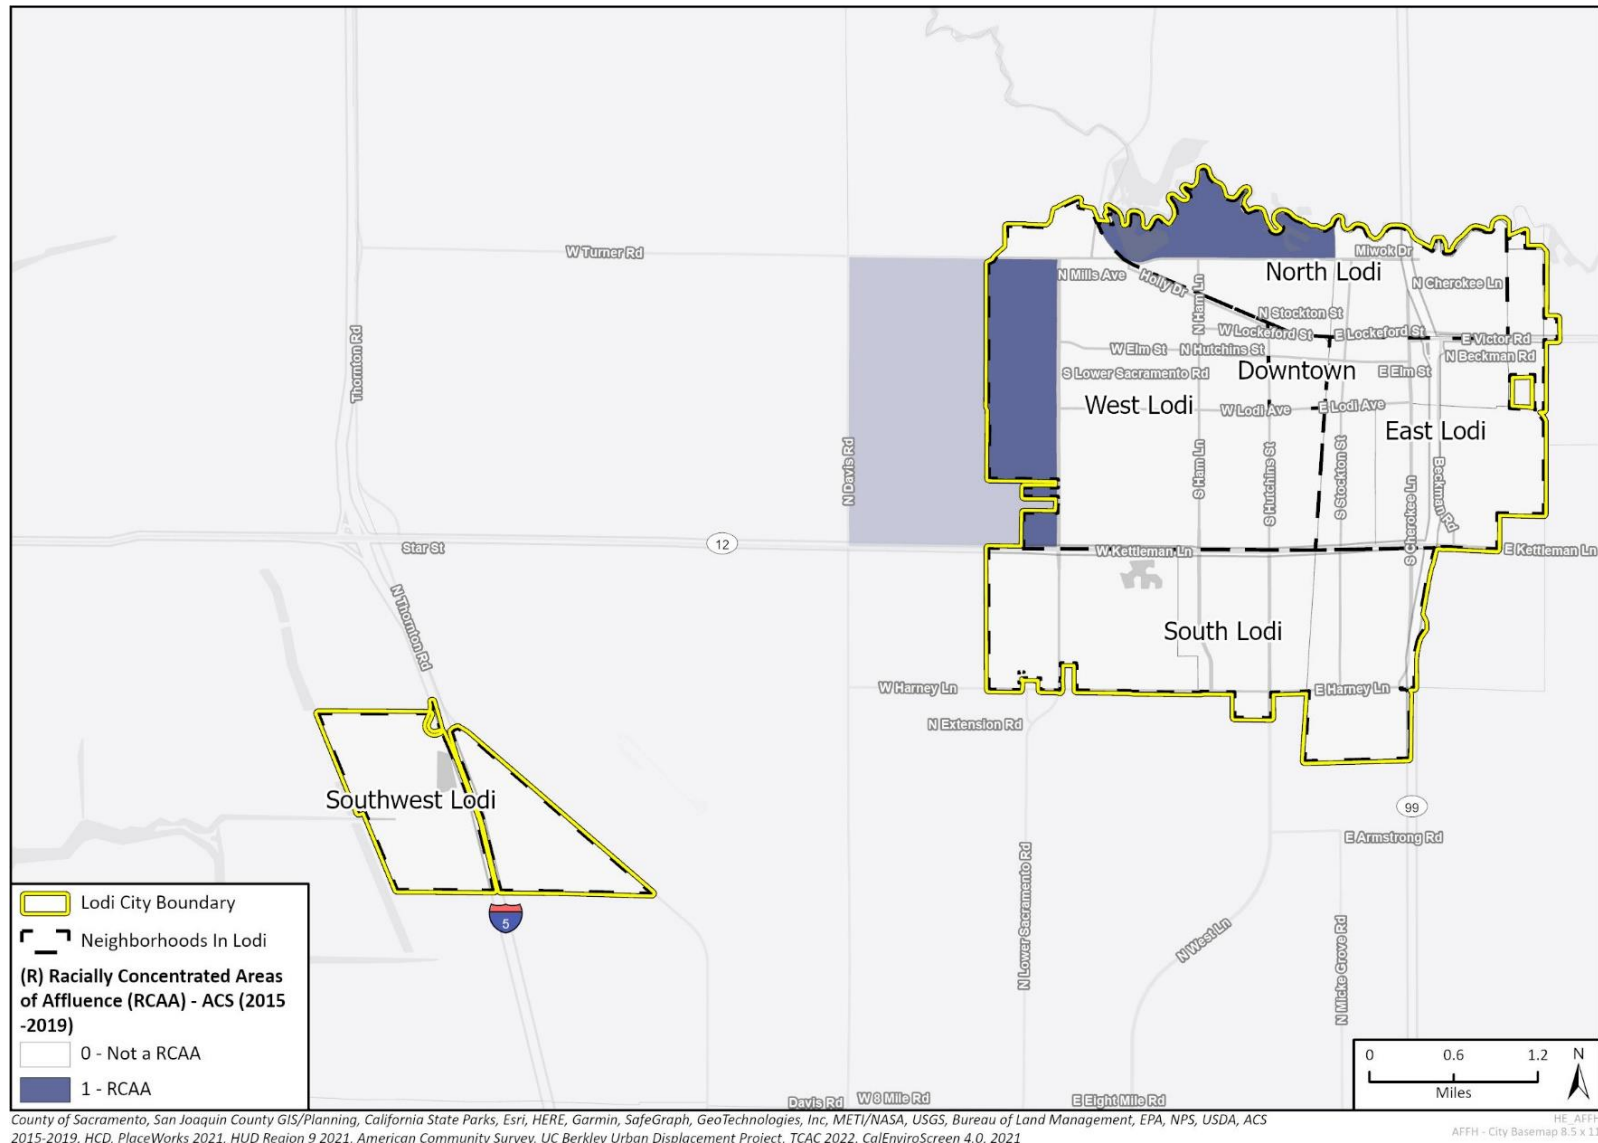 W Turner Rd
Miwok Dr
North Lodi
N Mills Ave
Holly Dr
N Cherokee Ln
N Ham Ln
N Stockton St
Thornton Rd
W Lockeford St
E Lockeford St
E Victor Rd
W Elm St
N Hutchins St
N Beckman Rd
S Lower Sacramento Rd
Downtown
E Elm St
West Lodi
W Lodi Ave
E Lodi Ave
East Lodi
N Davis Rd
S Ham Ln
S Hutchins St
S Stockton St
S Cherokee Ln
Beckman Rd
Star St
12
W Kettleman Ln
E Kettleman Ln
N Thornton Rd
South Lodi
W Harney Ln
E Harney Ln
N Extension Rd
Southwest Lodi
99
E Armstrong Rd
N Lower Sacramento Rd
5
N West Ln
N Micke Grove Rd
Lodi City Boundary
Neighborhoods In Lodi
(R) Racially Concentrated Areas
of Affluence (RCAA) - ACS (2015
-2019)
0 - Not a RCAA
1 - RCAA
0 0.6 1.2 N
Miles
Davis Rd
W 8 Mile Rd
E Eight Mile Rd
County of Sacramento, San Joaquin County GIS/Planning, California State Parks, Esri, HERE, Garmin, SafeGraph, GeoTechnologies, Inc, METI/NASA, USGS, Bureau of Land Management, EPA, NPS, USDA, ACS
2015-2019, HCD, PlaceWorks 2021, HUD Region 9 2021, American Community Survey, UC Berkley Urban Displacement Project, TCAC 2022, CalEnviroScreen 4.0, 2021
HE_AFFH
AFFH - City Basemap 8.5 x 11